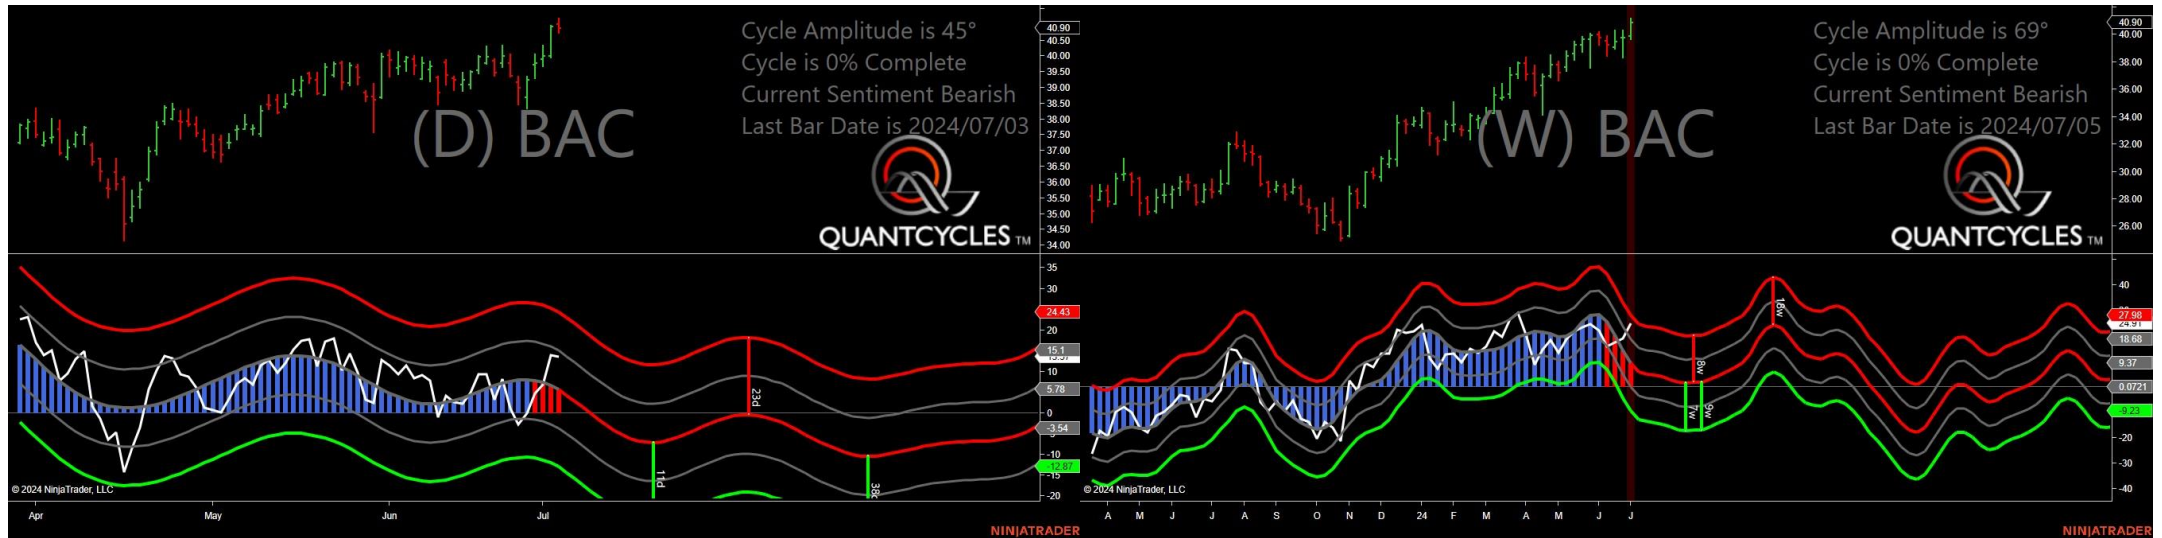 Cycle Amplitude is 45°
Cycle is 0% Complete
Current Sentiment Bearish
Last Bar Date is 2024/07/03
(D) BAC
QUANTCYCLES TM
40.90
40.50
40.00
39.50
39.00
38.50
38.00
37.50
37.00
36.50
36.00
35.50
35.00
34.50
34.00
35
30
24.43
20
15.1
10
5.78
0
-3.54
-5
-10
-12.87
-15
-20
23d
11d
© 2024 NinjaTrader, LLC
Apr May Jun Jul
NINJATRADER
Cycle Amplitude is 69°
Cycle is 0% Complete
Current Sentiment Bearish
Last Bar Date is 2024/07/05
(W) BAC
QUANTCYCLES TM
40.90
40.00
38.00
36.00
34.00
32.00
30.00
28.00
26.00
40
27.98
24.91
18.68
9.37
0.0721
-9.23
-20
-30
-40
18w
8w
7w
9w
© 2024 NinjaTrader, LLC
A M J J A S O N D 24 F M A M J J
NINJATRADER